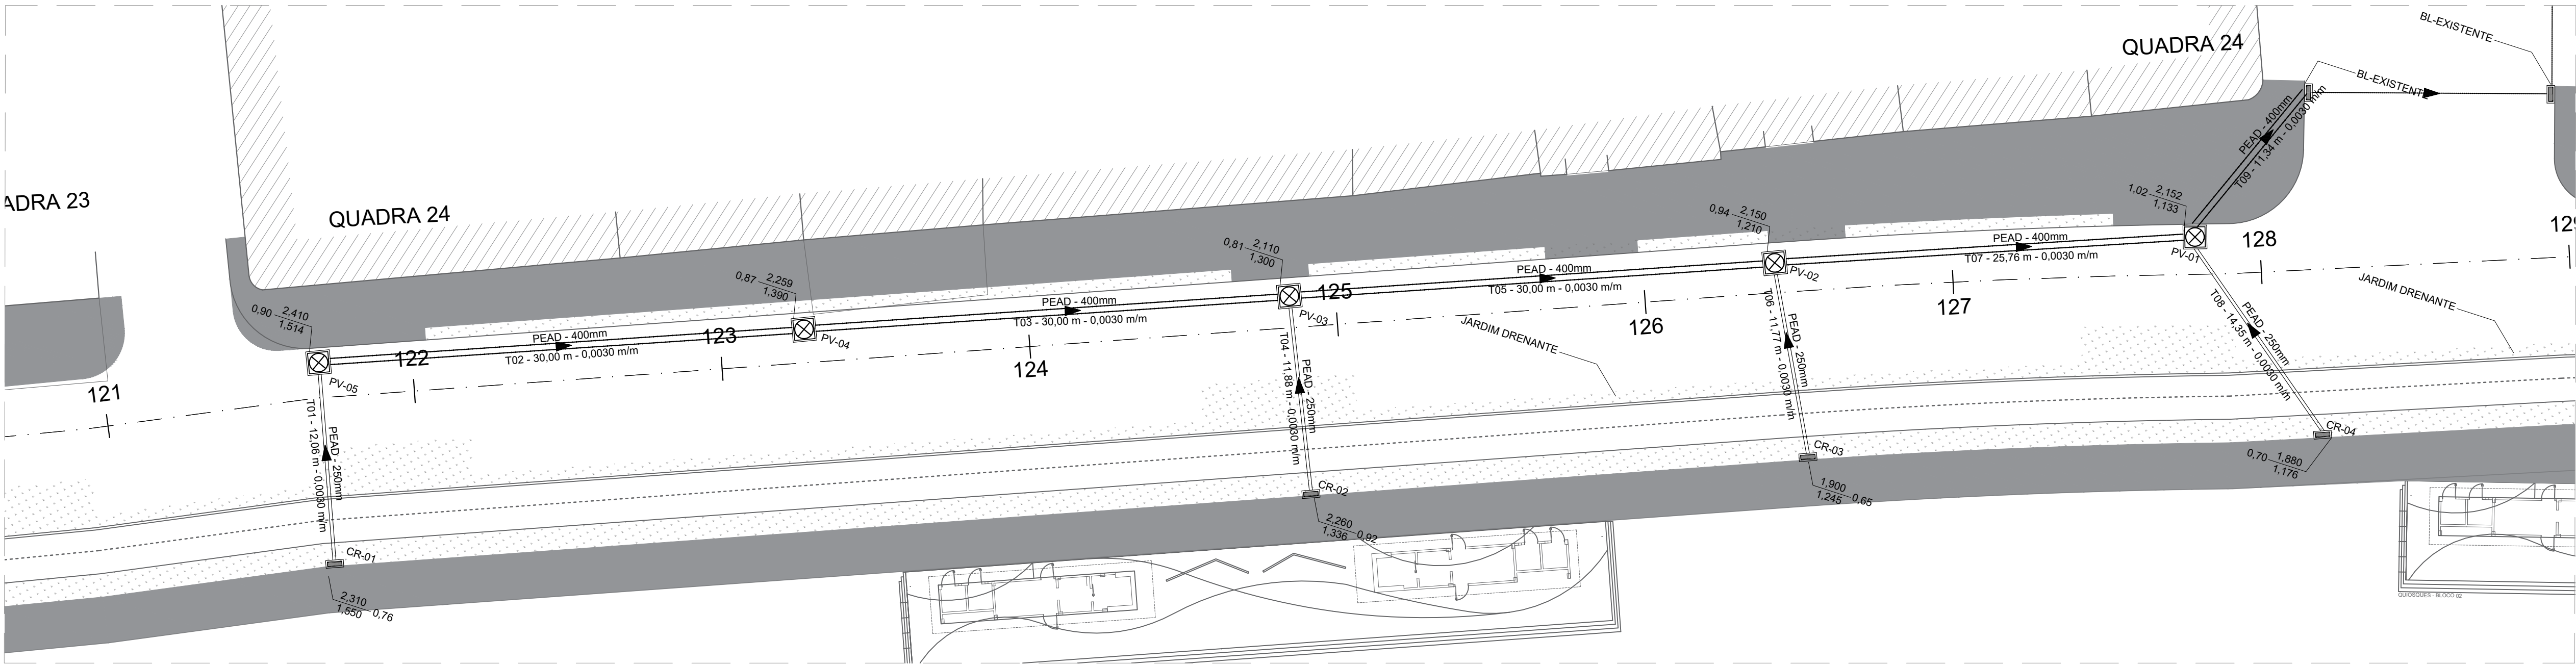 BL-EXISTENTE
QUADRA 24
BL-EXISTENTE
PEAD - 400mm
T09 - 11,34 m - 0,0030 m/m
ADRA 23
QUADRA 24
1,02
2,152
1,133
PV-01
128
129
0,94
2,150
1,210
PV-02
PEAD - 400mm
T07 - 25,76 m - 0,0030 m/m
0,81
2,110
1,300
PV-03
125
PEAD - 400mm
T05 - 30,00 m - 0,0030 m/m
127
126
0,87
2,259
1,390
PV-04
PEAD - 400mm
T03 - 30,00 m - 0,0030 m/m
124
0,90
2,410
1,514
PV-05
PEAD - 400mm
T02 - 30,00 m - 0,0030 m/m
122
123
121
JARDIM DRENANTE
JARDIM DRENANTE
T01 - 12,06 m - 0,0030 m/m
PEAD - 250mm
T04 - 11,88 m - 0,0030 m/m
PEAD - 250mm
T06 - 11,77 m - 0,0030 m/m
PEAD - 250mm
T08 - 14,35 m - 0,0030 m/m
PEAD - 250mm
CR-04
0,70
1,880
1,176
CR-03
1,900
1,245
0,65
CR-02
2,260
1,336
0,92
CR-01
2,310
1,550
0,76
QUIOSQUES - BLOCO 02